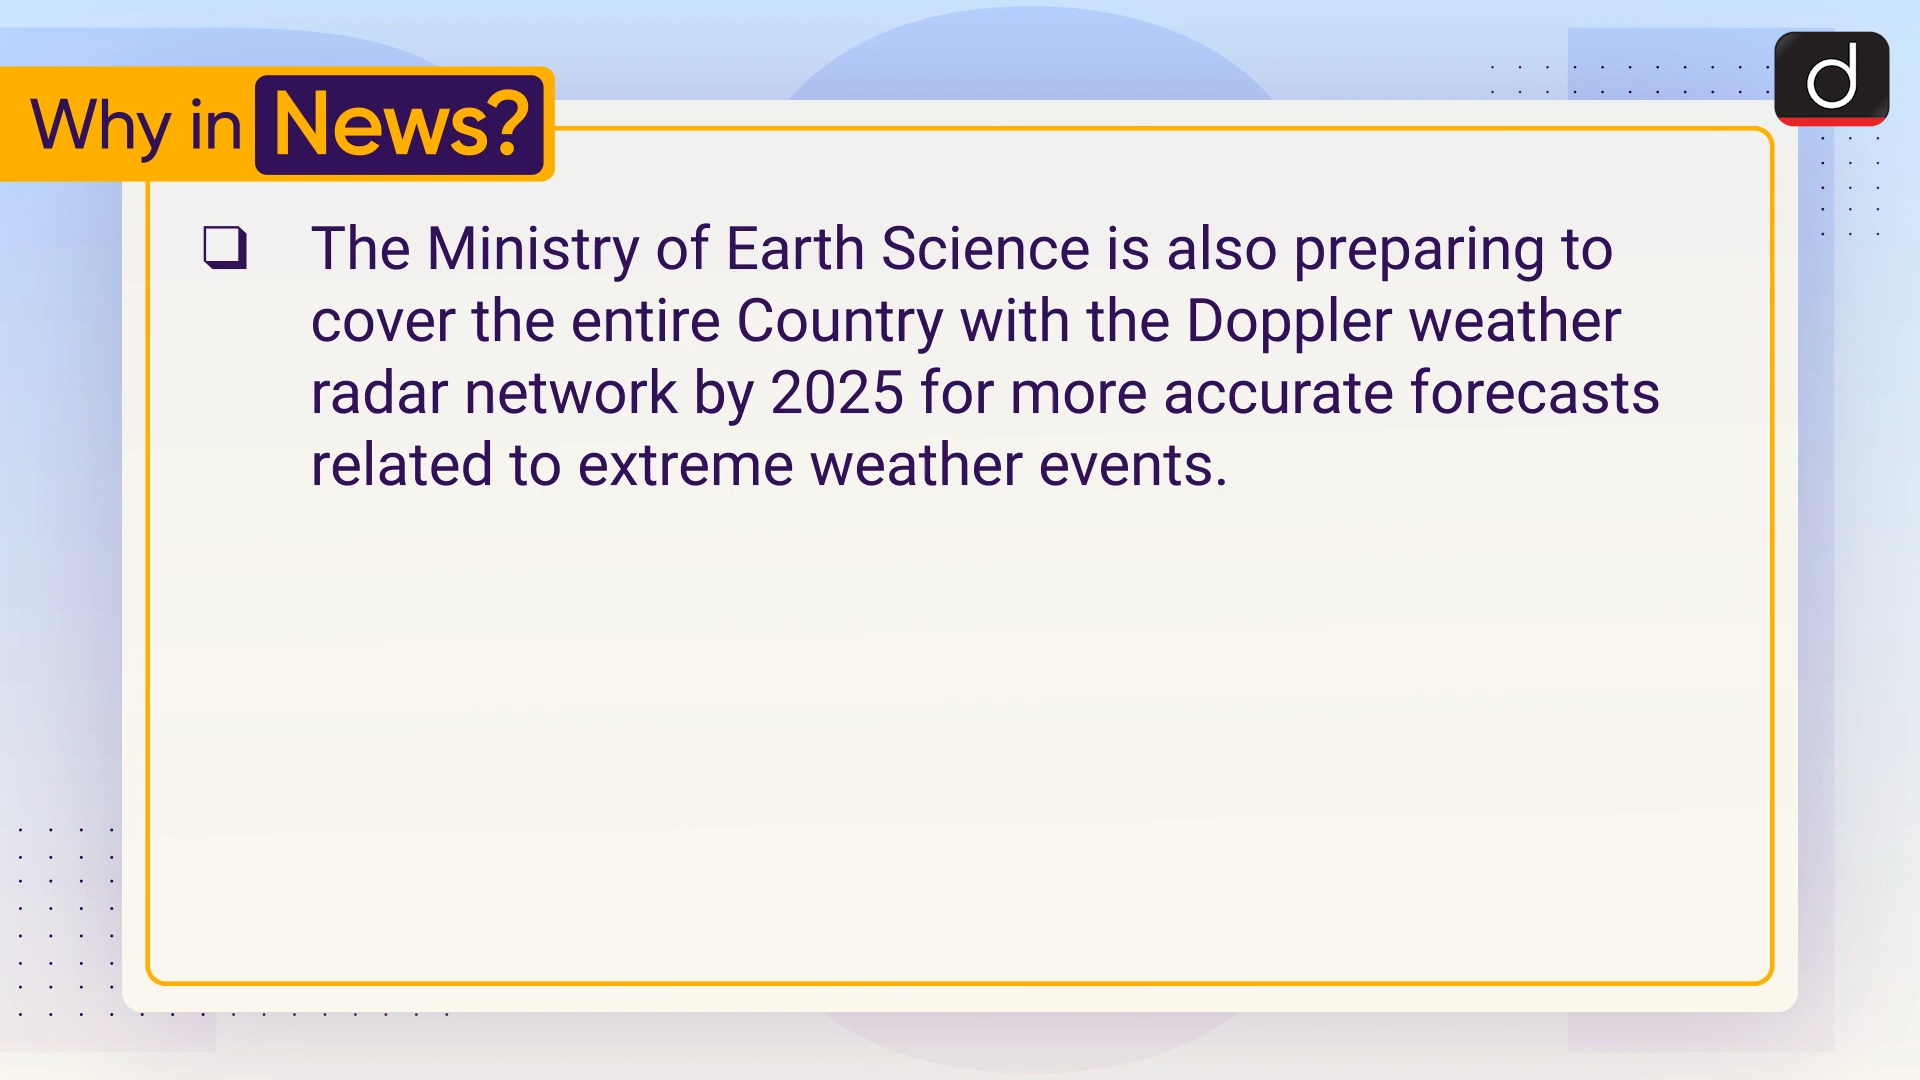 Why in News?
❑ The Ministry of Earth Science is also preparing to
cover the entire Country with the Doppler weather
radar network by 2025 for more accurate forecasts
related to extreme weather events.
d